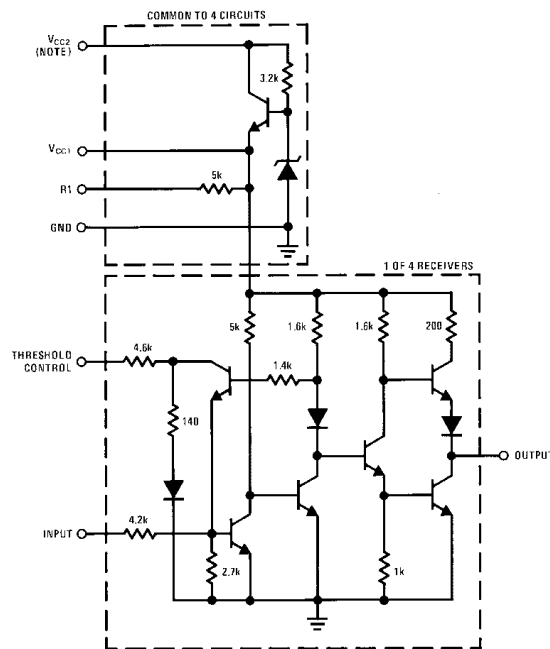 COMMON TO 4 CIRCUITS
VCC2
(NOTE)
3.2k
VCC1
5k
R1
GND
1 OF 4 RECEIVERS
5k
1.6k
1.6k
200
4.6k
THRESHOLD
CONTROL
1.4k
140
OUTPUT
INPUT
4.2k
2.7k
1k